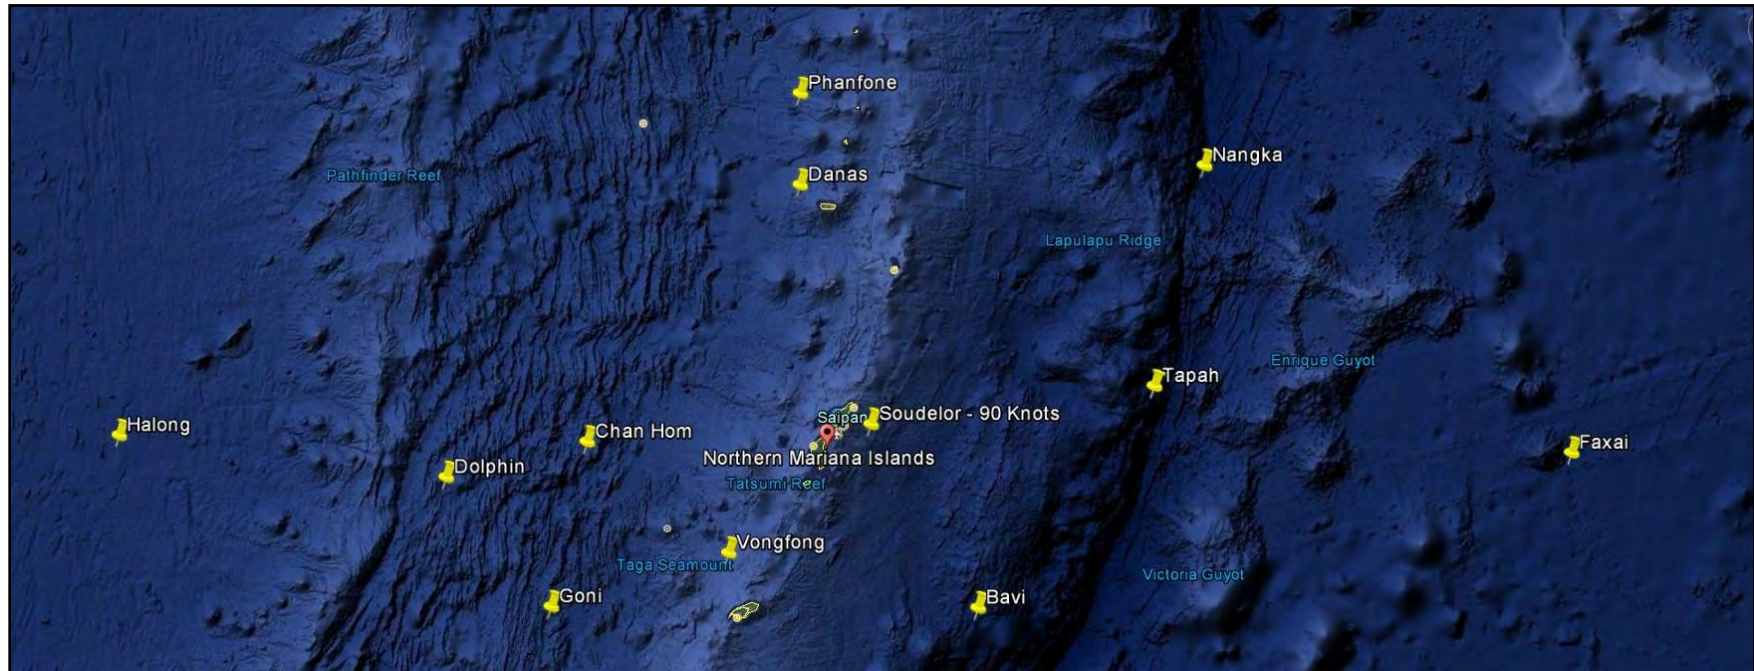 Phanfone
Nangka
Pathfinder Reef
Danas
Lapulapu Ridge
Enrique Guyot
Tapah
Saipan
Soudelor - 90 Knots
Halong
Chan Hom
Faxai
Northern Mariana Islands
Dolphin
Tatsumi Reef
Vongfong
Taga Seamount
Victoria Guyot
Goni
Bavi